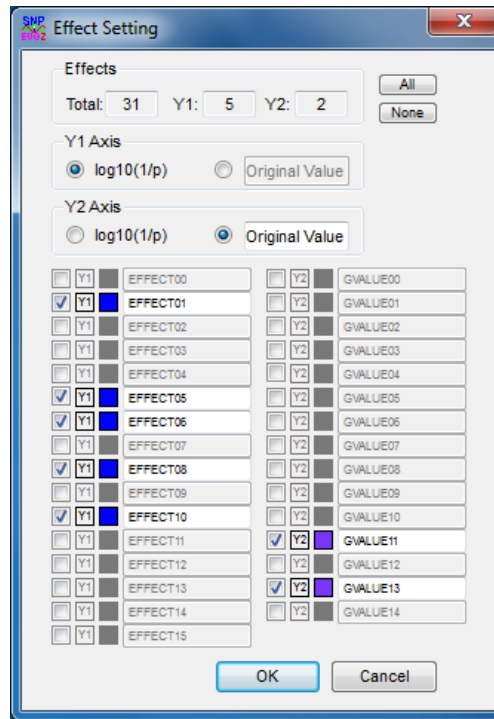 SNP
EVG2
Effect Setting
X
Effects
Total: 31 Y1: 5 Y2: 2
All
None
Y1 Axis
log10(1/p) Original Value
Y2 Axis
log10(1/p) Original Value
Y1 EFFECT00 Y2 GVALUE00
Y1 EFFECT01 Y2 GVALUE01
Y1 EFFECT02 Y2 GVALUE02
Y1 EFFECT03 Y2 GVALUE03
Y1 EFFECT04 Y2 GVALUE04
Y1 EFFECT05 Y2 GVALUE05
Y1 EFFECT06 Y2 GVALUE06
Y1 EFFECT07 Y2 GVALUE07
Y1 EFFECT08 Y2 GVALUE08
Y1 EFFECT09 Y2 GVALUE09
Y1 EFFECT10 Y2 GVALUE10
Y1 EFFECT11 Y2 GVALUE11
Y1 EFFECT12 Y2 GVALUE12
Y1 EFFECT13 Y2 GVALUE13
Y1 EFFECT14 Y2 GVALUE14
Y1 EFFECT15
OK Cancel